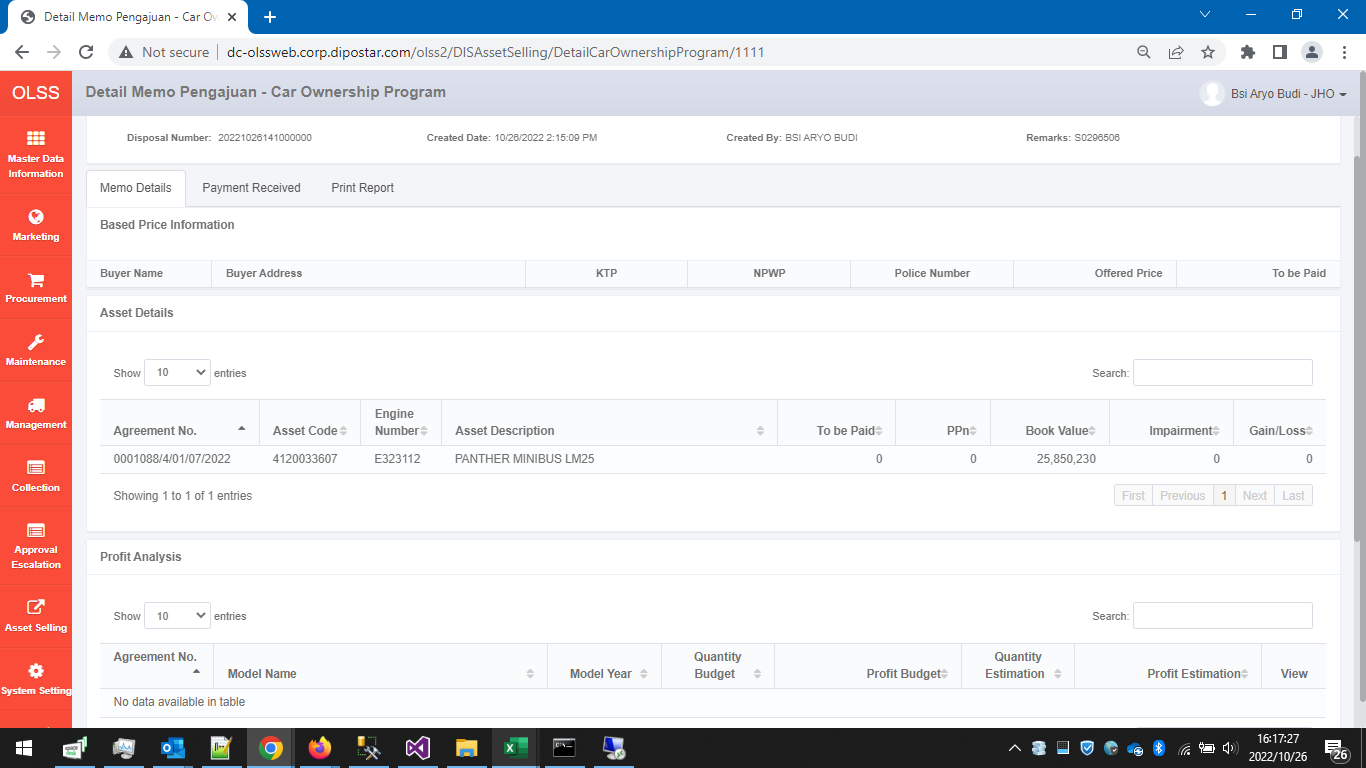 Detail Memo Pengajuan - Car Ow
Not secure
dc-olssweb.corp.dipostar.com/olss2/DISAssetSelling/DetailCarOwnershipProgram/1111
OLSS
Detail Memo Pengajuan - Car Ownership Program
Bsi Aryo Budi - JHO
Master Data
Information
Marketing
Procurement
Maintenance
Management
Collection
Approval
Escalation
Asset Selling
System Setting
Disposal Number: 20221026141000000
Created Date: 10/26/2022 2:15:09 PM
Created By: BSI ARYO BUDI
Remarks: S0296506
Memo Details
Payment Received
Print Report
Based Price Information
Buyer Name
Buyer Address
KTP
NPWP
Police Number
Offered Price
To be Paid
Asset Details
Show 10 entries
Search:
Agreement No.
Asset Code
Engine
Number
Asset Description
To be Paid
PPn
Book Value
Impairment
Gain/Loss
0001088/4/01/07/2022
4120033607
E323112
PANTHER MINIBUS LM25
0
0
25,850,230
0
0
Showing 1 to 1 of 1 entries
First
Previous
1
Next
Last
Profit Analysis
Show 10 entries
Search:
Agreement No.
Model Name
Model Year
Quantity
Budget
Profit Budget
Quantity
Estimation
Profit Estimation
View
No data available in table
16:17:27
2022/10/26
26